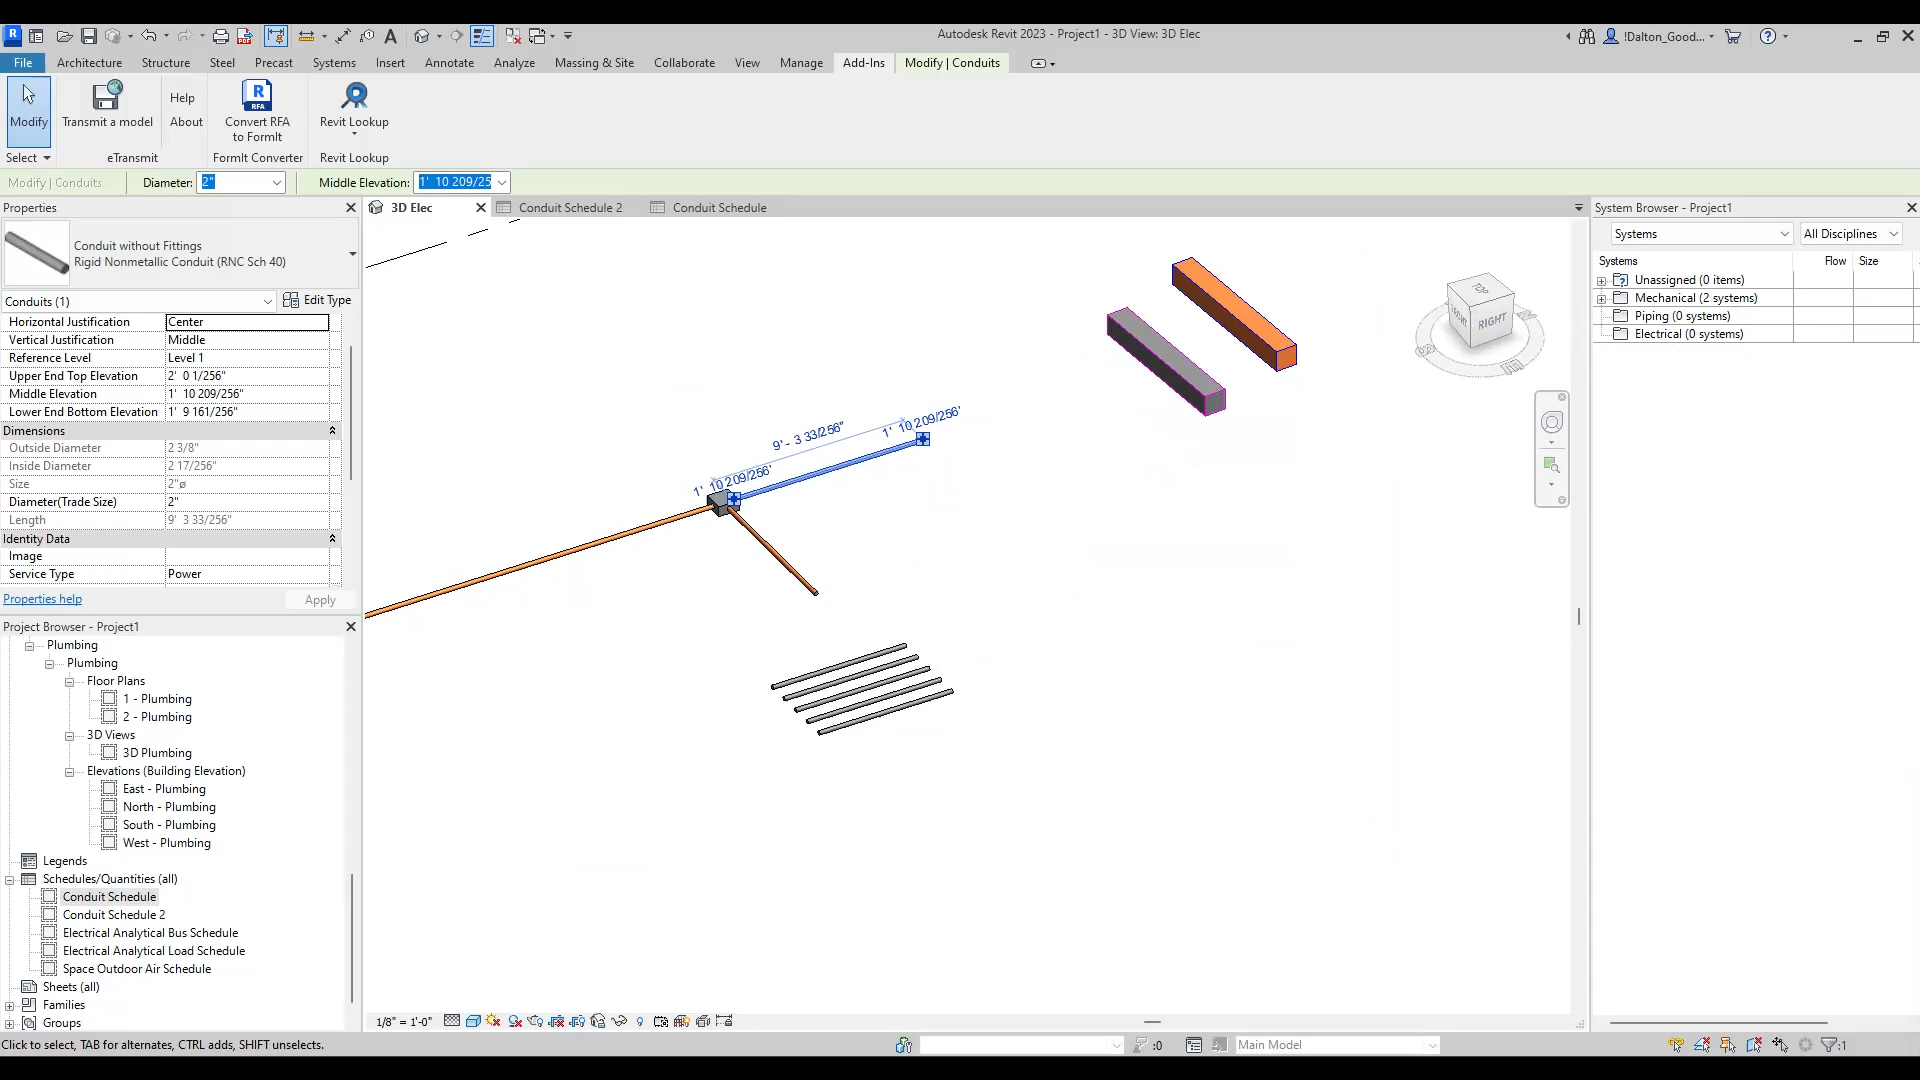 Autodesk Revit 2023 - Project1 - 3D View: 3D Elec
!Dalton_Good...
File Architecture Structure Steel Precast Systems Insert Annotate Analyze Massing & Site Collaborate View Manage Add-Ins Modify | Conduits
Modify
Transmit a model
Help
About
Convert RFA
to FormIt
Revit Lookup
Select
eTransmit
FormIt Converter
Revit Lookup
Modify | Conduits
Diameter: 2"
Middle Elevation: 1' 10 209/25
Properties
3D Elec
Conduit Schedule 2
Conduit Schedule
System Browser - Project1
Conduit without Fittings
Rigid Nonmetallic Conduit (RNC Sch 40)
Conduits (1)
Edit Type
Horizontal Justification Center
Vertical Justification Middle
Reference Level Level 1
Upper End Top Elevation 2' 0 1/256"
Middle Elevation 1' 10 209/256"
Lower End Bottom Elevation 1' 9 161/256"
Dimensions
Outside Diameter 2 3/8"
Inside Diameter 2 17/256"
Size 2"ø
Diameter(Trade Size) 2"
Length 9' 3 33/256"
Identity Data
Image
Service Type Power
Properties help
Apply
Project Browser - Project1
Plumbing
Plumbing
Floor Plans
1 - Plumbing
2 - Plumbing
3D Views
3D Plumbing
Elevations (Building Elevation)
East - Plumbing
North - Plumbing
South - Plumbing
West - Plumbing
Legends
Schedules/Quantities (all)
Conduit Schedule
Conduit Schedule 2
Electrical Analytical Bus Schedule
Electrical Analytical Load Schedule
Space Outdoor Air Schedule
Sheets (all)
Families
Groups
9' - 3 33/256"
1' 10 209/256'
1' 10 209/256'
TOP
RIGHT
Systems
All Disciplines
Systems Flow Size
Unassigned (0 items)
Mechanical (2 systems)
Piping (0 systems)
Electrical (0 systems)
1/8" = 1'-0"
Click to select, TAB for alternates, CTRL adds, SHIFT unselects.
:0
Main Model
:1